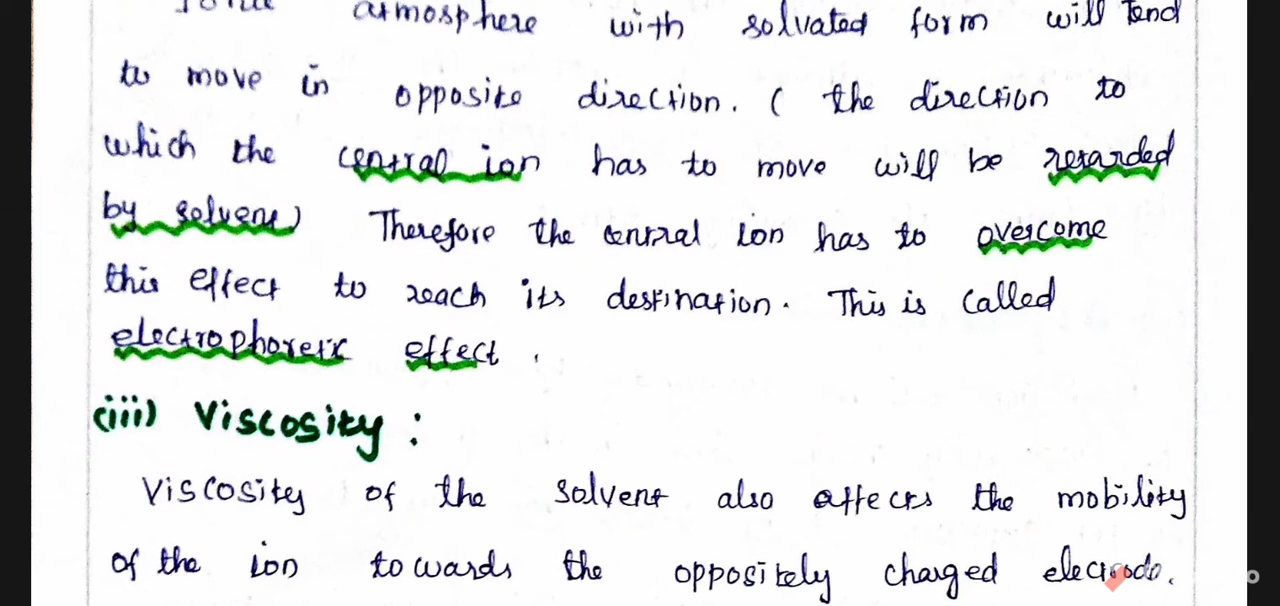 atmosphere with solvated form will tend
to move in opposite direction. ( the direction to
which the central ion has to move will be retarded
by solvent) Therefore the central ion has to overcome
this effect to reach its destination. This is called
electrophoretic effect.
(iii) Viscosity :
Viscosity of the solvent also affects the mobility
of the ion towards the oppositely charged electrode.